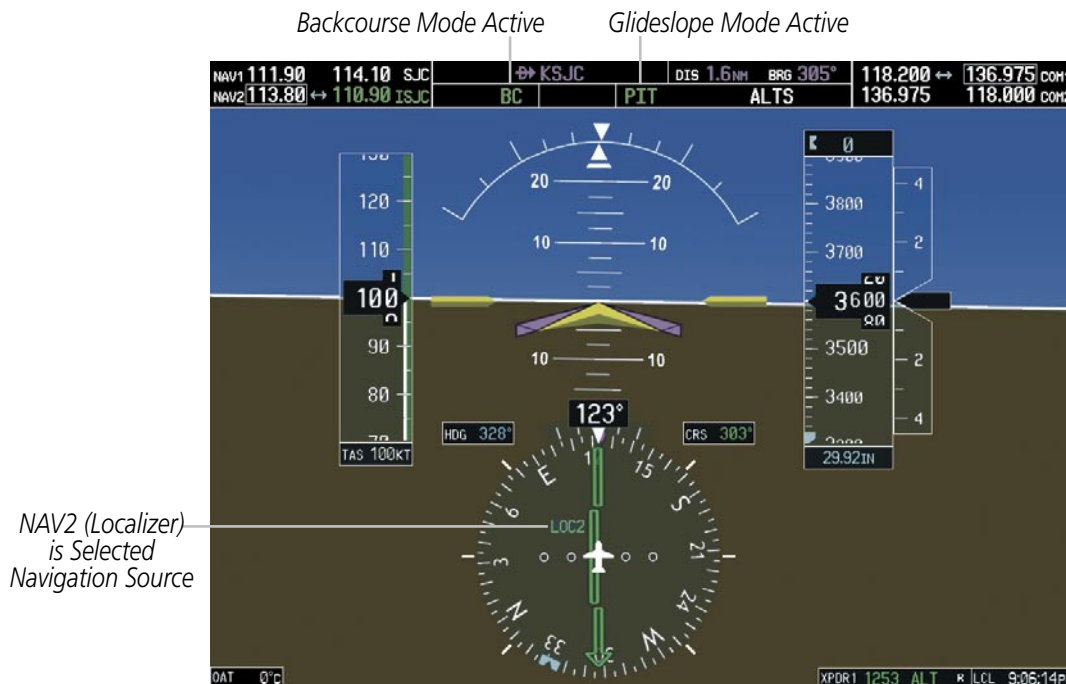 Backcourse Mode Active
Glideslope Mode Active
NAV1 111.90 114.10 SJC
KSJC
DIS 1.6NM BRG 305°
118.200 ↔ 136.975
NAV2 113.80 ↔ 110.90 ISJC
BC
PIT
ALTS
136.975 118.000
0
20 20
10 10
10 10
120
110
100
90
80
TAS 100KT
3800
3700
3600
20
80
3500
3400
29.92IN
4
2
2
4
123°
HDG 328°
CRS 303°
E
15
S
21
24
W
33
N
3
6
LOC2
NAV2 (Localizer)
is Selected
Navigation Source
OAT 0°C
XPDR1 1253 ALT R
LCL 9:06:14